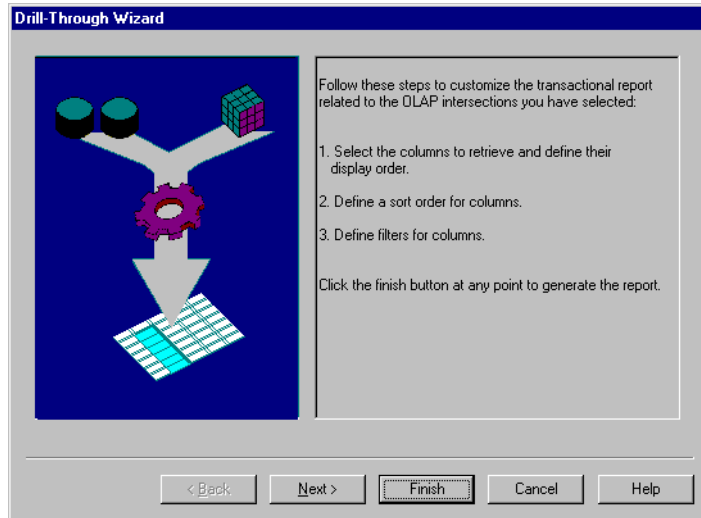 Drill-Through Wizard
Follow these steps to customize the transactional report
related to the OLAP intersections you have selected:
1. Select the columns to retrieve and define their
display order.
2. Define a sort order for columns.
3. Define filters for columns.
Click the finish button at any point to generate the report.
< Back
Next >
Finish
Cancel
Help